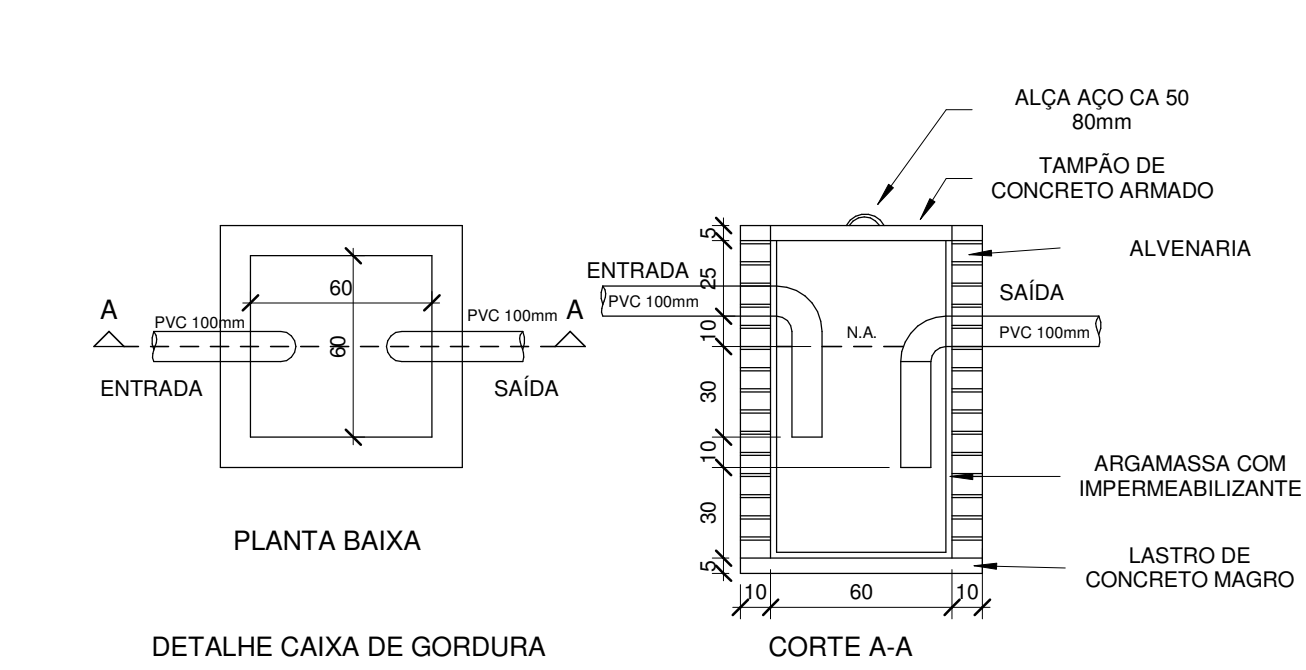 ALÇA AÇO CA 50
80mm
TAMPÃO DE
CONCRETO ARMADO
ALVENARIA
ENTRADA
PVC 100mm
SAÍDA
PVC 100mm
N.A.
5
25
10
30
10
30
5
10
60
10
ARGAMASSA COM
IMPERMEABILIZANTE
LASTRO DE
CONCRETO MAGRO
CORTE A-A
A
A
60
60
PVC 100mm
PVC 100mm
ENTRADA
SAÍDA
PLANTA BAIXA
DETALHE CAIXA DE GORDURA